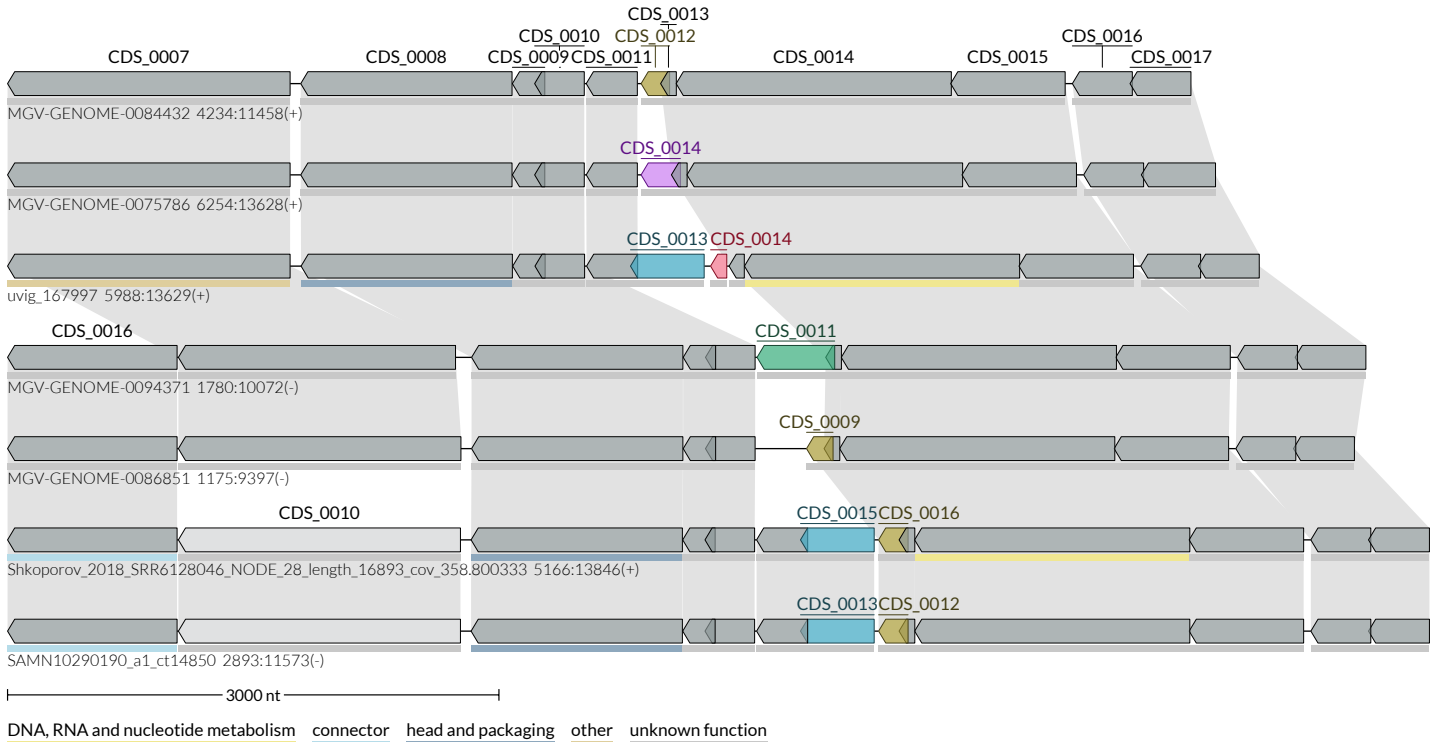 CDS_0013
CDS_0010 CDS_0012 CDS_0016
CDS_0007 CDS_0008 CDS_0009 CDS_0011 CDS_0014 CDS_0015 CDS_0017
MGV-GENOME-0084432 4234:11458(+)
CDS_0014
MGV-GENOME-0075786 6254:13628(+)
CDS_0013 CDS_0014
uvig_167997 5988:13629(+)
CDS_0016 CDS_0011
MGV-GENOME-0094371 1780:10072(-)
CDS_0009
MGV-GENOME-0086851 1175:9397(-)
CDS_0010 CDS_0015 CDS_0016
Shkoporov_2018_SRR6128046_NODE_28_length_16893_cov_358.800333 5166:13846(+)
CDS_0013 CDS_0012
SAMN10290190_a1_ct14850 2893:11573(-)
3000 nt
DNA, RNA and nucleotide metabolism connector head and packaging other unknown function